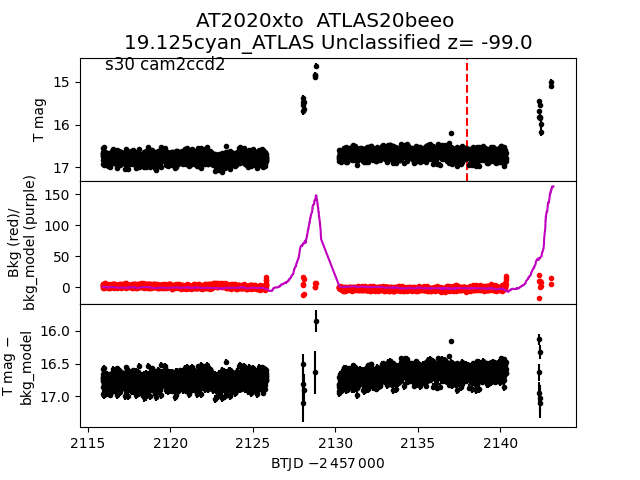 AT2020xto  ATLAS20beeo
19.125cyan_ATLAS Unclassified z= -99.0
s30 cam2ccd2
T mag
15
16
17
Bkg (red)/
bkg_model (purple)
150
100
50
0
T mag −
bkg_model
16.0
16.5
17.0
2115
2120
2125
2130
2135
2140
BTJD −2 457 000